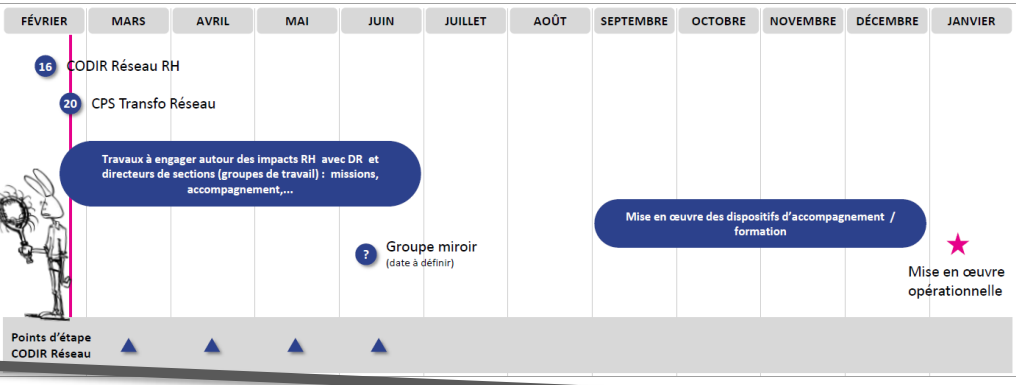 FÉVRIER MARS AVRIL MAI JUIN JUILLET AOÛT SEPTEMBRE OCTOBRE NOVEMBRE DÉCEMBRE JANVIER
16 CODIR Réseau RH
20 CPS Transfo Réseau
Travaux à engager autour des impacts RH avec DR et
directeurs de sections (groupes de travail) : missions,
accompagnement,...
Mise en œuvre des dispositifs d'accompagnement /
formation
? Groupe miroir
(date à définir)
Mise en œuvre
opérationnelle
Points d'étape
CODIR Réseau